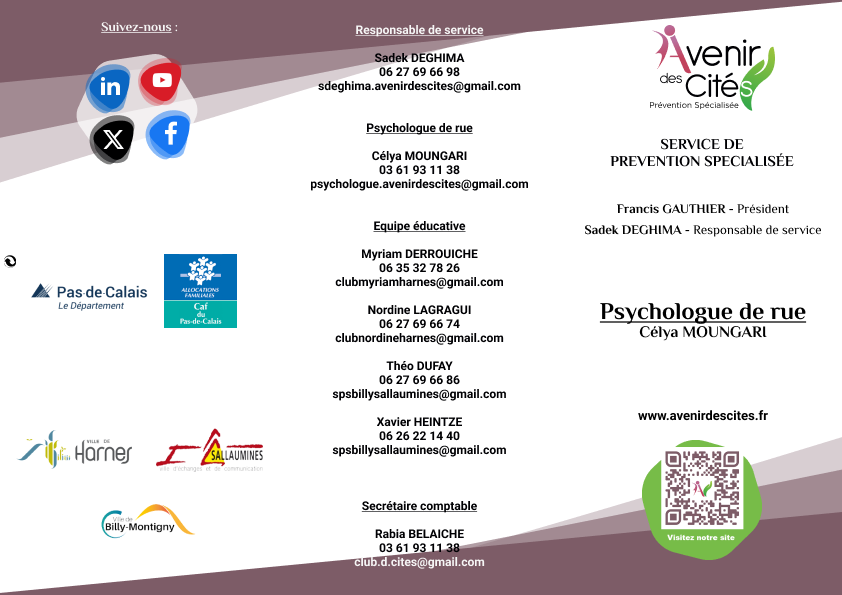 Suivez-nous :
in
X
f
Pas-de-Calais
Le Département
ALLOCATIONS
FAMILIALES
Caf
du
Pas-de-Calais
VILLE DE
Harnes
SALLAUMINES
ville d'échanges et de communication
Ville de
Billy-Montigny
Responsable de service
Sadek DEGHIMA
06 27 69 66 98
sdeghima.avenirdescites@gmail.com
Psychologue de rue
Célya MOUNGARI
03 61 93 11 38
psychologue.avenirdescites@gmail.com
Equipe éducative
Myriam DERROUICHE
06 35 32 78 26
clubmyriamharnes@gmail.com
Nordine LAGRAGUI
06 27 69 66 74
clubnordineharnes@gmail.com
Théo DUFAY
06 27 69 66 86
spsbillysallaumines@gmail.com
Xavier HEINTZE
06 26 22 14 40
spsbillysallaumines@gmail.com
Secrétaire comptable
Rabia BELAICHE
03 61 93 11 38
club.d.cites@gmail.com
Avenir
des Cités
Prévention Spécialisée
SERVICE DE
PREVENTION SPECIALISÉE
Francis GAUTHIER - Président
Sadek DEGHIMA - Responsable de service
Psychologue de rue
Célya MOUNGARI
www.avenirdescites.fr
Visitez notre site